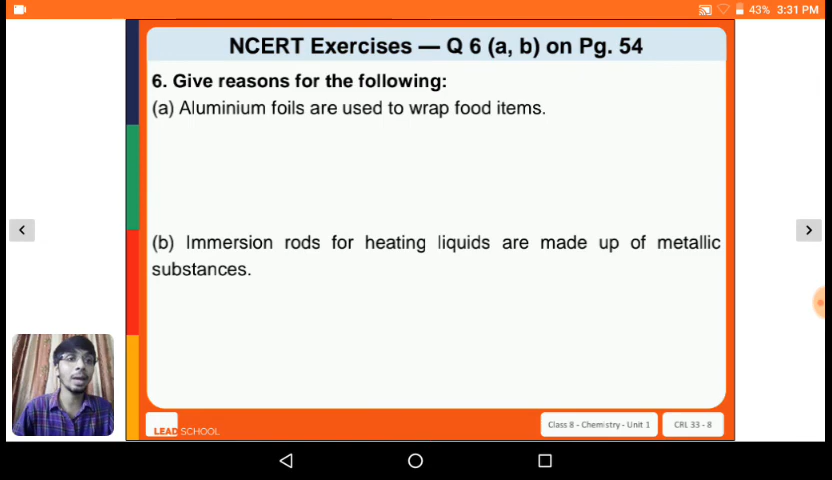 43% 3:31 PM
NCERT Exercises — Q 6 (a, b) on Pg. 54
6. Give reasons for the following:
(a) Aluminium foils are used to wrap food items.
(b) Immersion rods for heating liquids are made up of metallic
substances.
LEAD SCHOOL
Class 8 - Chemistry - Unit 1
CRL 33 - 8